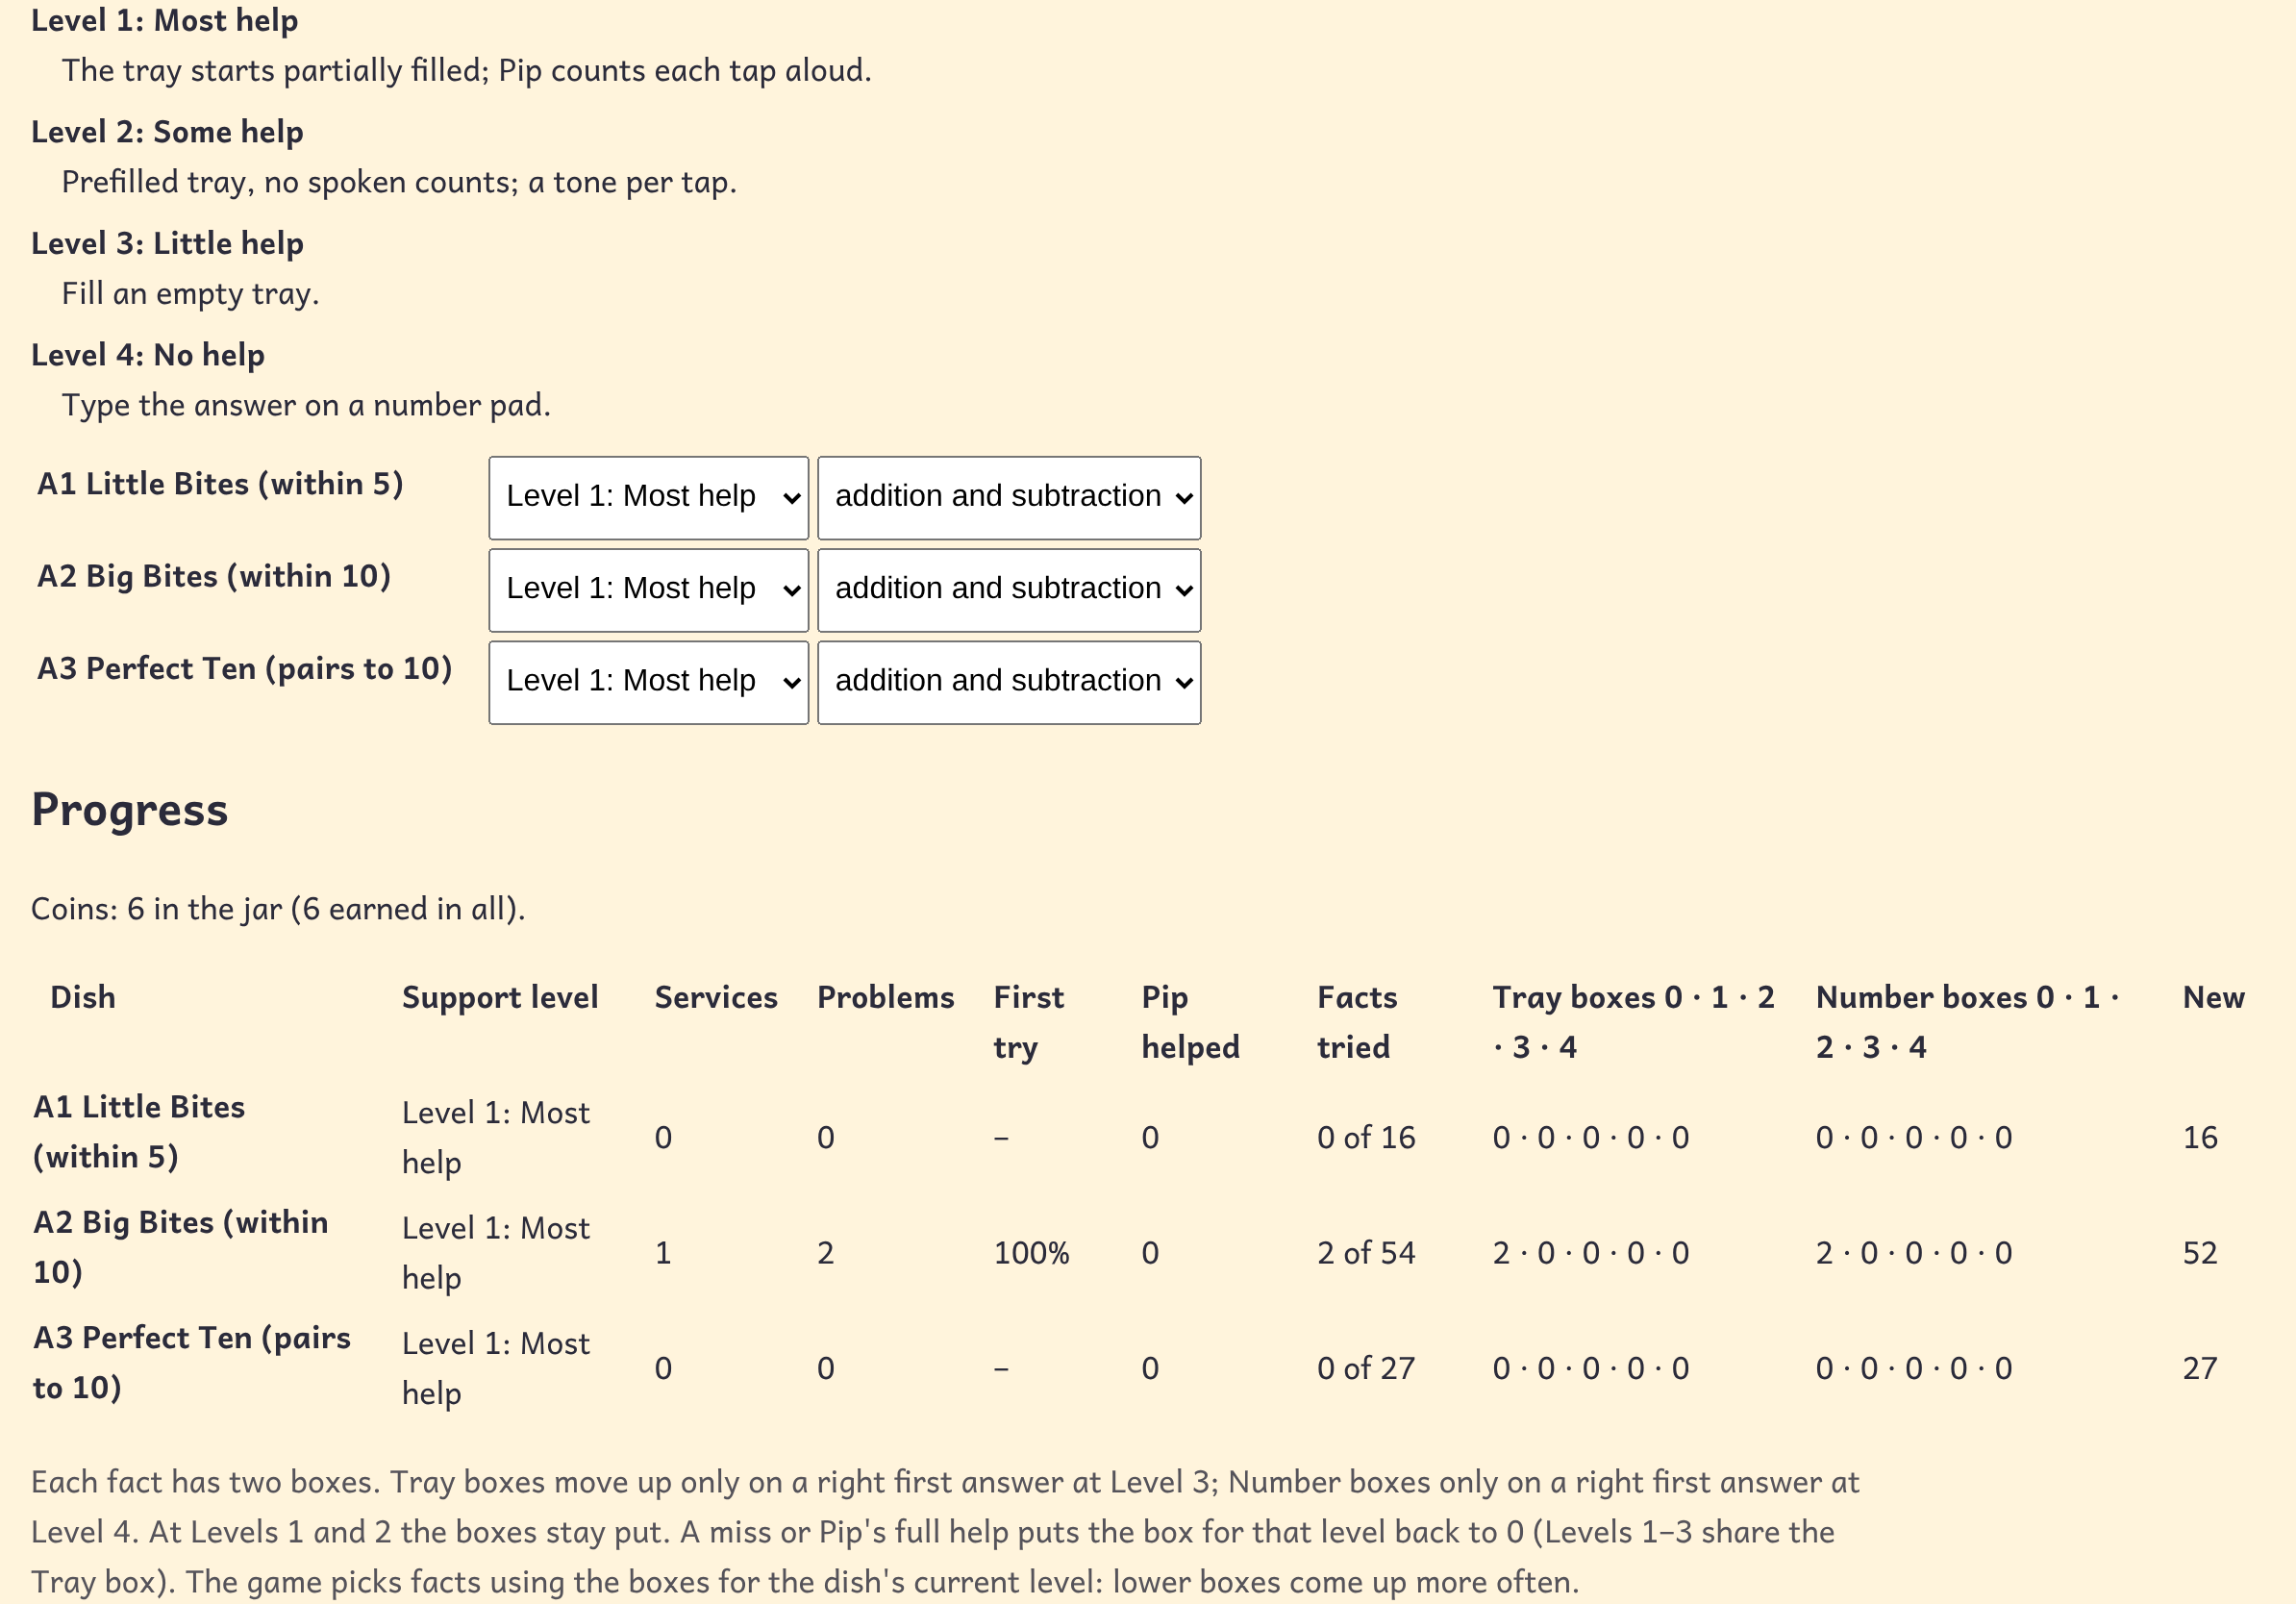 Level 1: Most help
The tray starts partially filled; Pip counts each tap aloud.
Level 2: Some help
Prefilled tray, no spoken counts; a tone per tap.
Level 3: Little help
Fill an empty tray.
Level 4: No help
Type the answer on a number pad.
A1 Little Bites (within 5) Level 1: Most help addition and subtraction
A2 Big Bites (within 10) Level 1: Most help addition and subtraction
A3 Perfect Ten (pairs to 10) Level 1: Most help addition and subtraction
Progress
Coins: 6 in the jar (6 earned in all).
Dish Support level Services Problems First Pip Facts Tray boxes 0 · 1 · 2 Number boxes 0 · 1 · New
try helped tried · 3 · 4 2 · 3 · 4
A1 Little Bites Level 1: Most
0 0 – 0 0 of 16 0 · 0 · 0 · 0 · 0 0 · 0 · 0 · 0 · 0 16
(within 5) help
A2 Big Bites (within Level 1: Most
1 2 100% 0 2 of 54 2 · 0 · 0 · 0 · 0 2 · 0 · 0 · 0 · 0 52
10) help
A3 Perfect Ten (pairs Level 1: Most
0 0 – 0 0 of 27 0 · 0 · 0 · 0 · 0 0 · 0 · 0 · 0 · 0 27
to 10) help
Each fact has two boxes. Tray boxes move up only on a right first answer at Level 3; Number boxes only on a right first answer at
Level 4. At Levels 1 and 2 the boxes stay put. A miss or Pip's full help puts the box for that level back to 0 (Levels 1–3 share the
Tray box). The game picks facts using the boxes for the dish's current level: lower boxes come up more often.